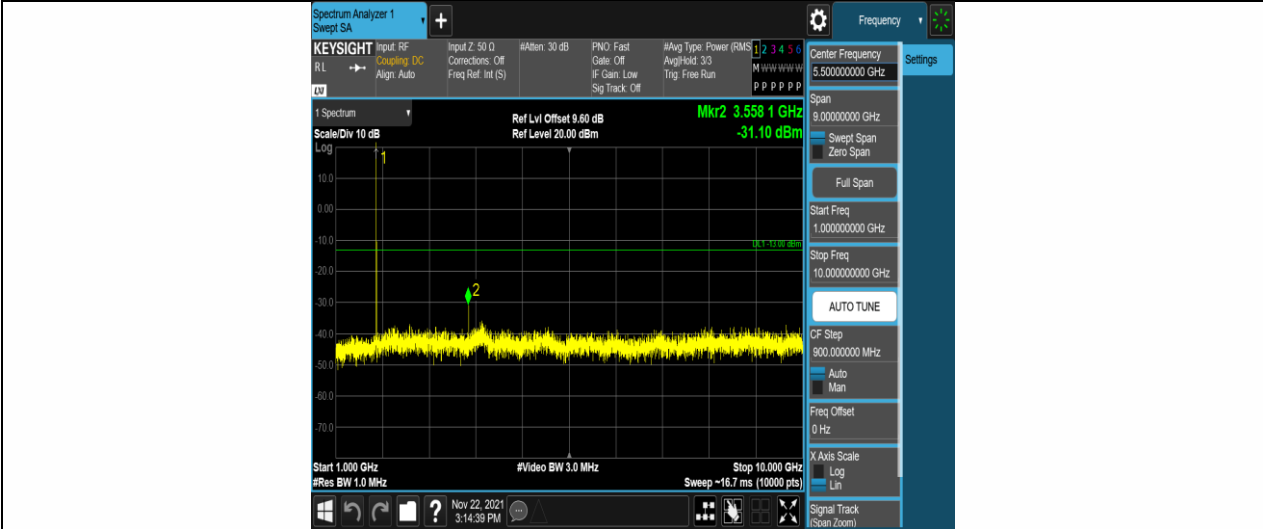 Spectrum Analyzer 1
Swept SA
+
Frequency
KEYSIGHT
RL
LXI
Input: RF
Coupling: DC
Align: Auto
Input Z: 50 Ω
Corrections: Off
Freq Ref: Int (S)
#Atten: 30 dB
PNO: Fast
Gate: Off
IF Gain: Low
Sig Track: Off
#Avg Type: Power (RMS
Avg|Hold: 3/3
Trig: Free Run
1 2 3 4 5 6
M W W W W W
P P P P P P
1 Spectrum
Scale/Div 10 dB
Log
Ref Lvl Offset 9.60 dB
Ref Level 20.00 dBm
Mkr2 3.558 1 GHz
-31.10 dBm
1
10.0
0.00
-10.0
DL1 -13.00 dBm
-20.0
2
-30.0
-40.0
-50.0
-60.0
-70.0
Start 1.000 GHz
#Res BW 1.0 MHz
#Video BW 3.0 MHz
Stop 10.000 GHz
Sweep ~16.7 ms (10000 pts)
Nov 22, 2021
3:14:39 PM
?
Center Frequency
5.500000000 GHz
Span
9.00000000 GHz
Swept Span
Zero Span
Full Span
Start Freq
1.000000000 GHz
Stop Freq
10.000000000 GHz
AUTO TUNE
CF Step
900.000000 MHz
Auto
Man
Freq Offset
0 Hz
X Axis Scale
Log
Lin
Signal Track
(Span Zoom)
Settings